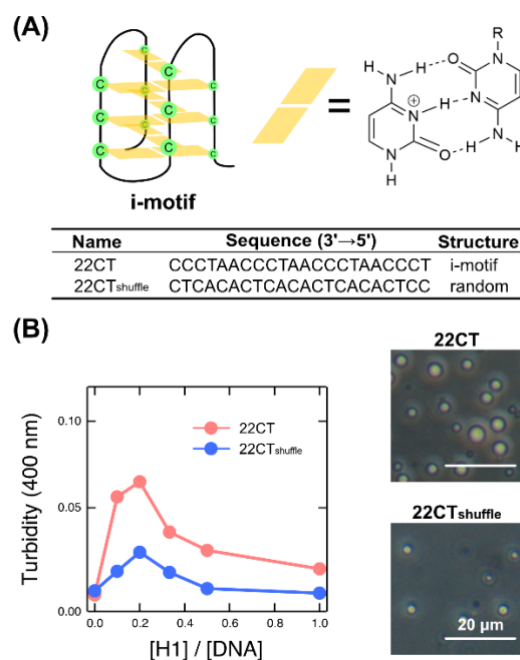 (A)
C C C C
C C C C
C C C C
i-motif
=
R
N
O
H
N
H
N
⊕
N
H
N
N
N
H
O
H
N
H
Name Sequence (3'→5') Structure
22CT CCCTAACCCTAACCCTAACCCT i-motif
22CTshuffle CTCACACTCACACTCACACTCC random
(B)
Turbidity (400 nm)
0.10
0.05
0.00
22CT
22CTshuffle
0.0 0.2 0.4 0.6 0.8 1.0
[H1] / [DNA]
22CT
22CTshuffle
20 μm